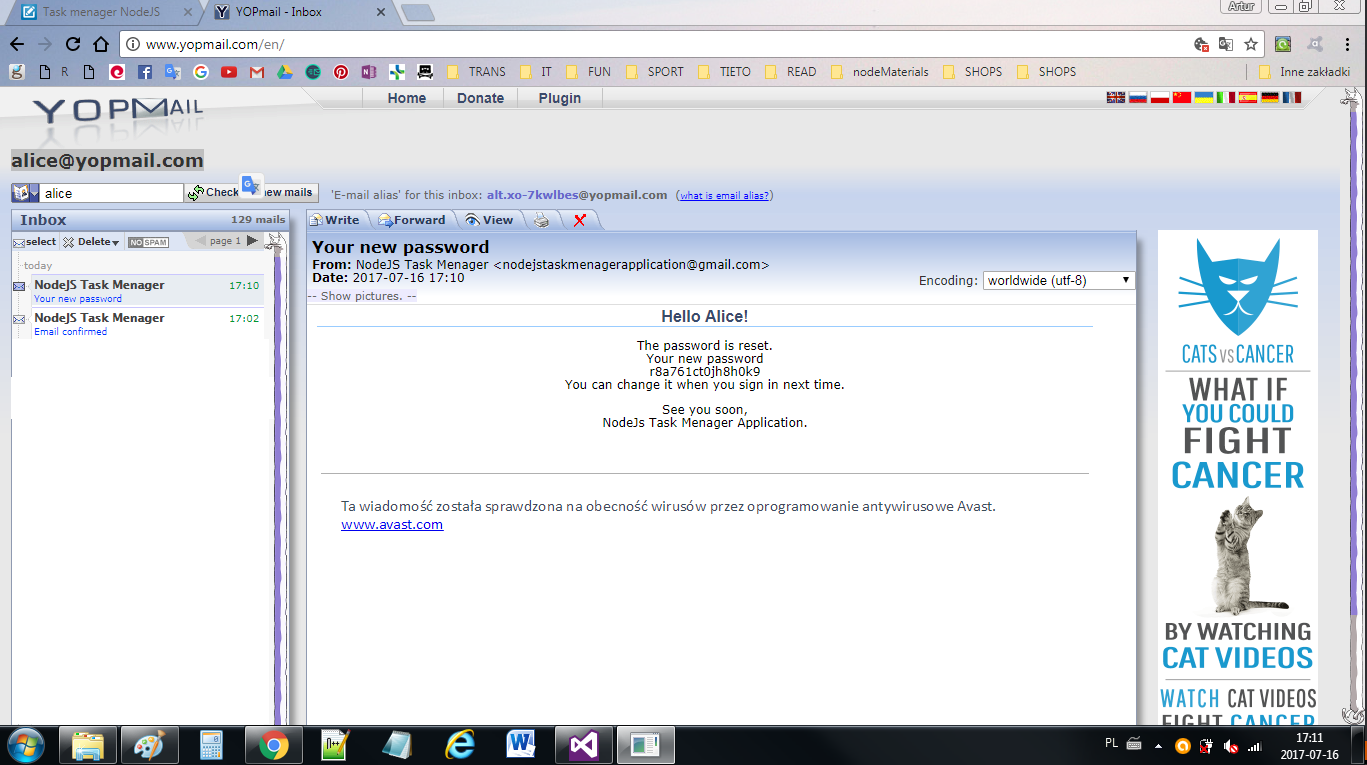 Task menager NodeJS
YOPmail - Inbox
Artur
www.yopmail.com/en/
R
TRANS
IT
FUN
SPORT
TIETO
READ
nodeMaterials
SHOPS
SHOPS
Inne zakładki
YOPMAIL
Home
Donate
Plugin
alice@yopmail.com
alice
Check new mails
'E-mail alias' for this inbox: alt.xo-7kwlbes@yopmail.com (what is email alias?)
Inbox
129 mails
select
Delete
NO SPAM
page 1
today
NodeJS Task Menager 17:10
Your new password
NodeJS Task Menager 17:02
Email confirmed
Write
Forward
View
Your new password
From: NodeJS Task Menager <nodejstaskmenagerapplication@gmail.com>
Date: 2017-07-16 17:10
Encoding: worldwide (utf-8)
-- Show pictures. --
Hello Alice!
The password is reset.
Your new password
r8a761ct0jh8h0k9
You can change it when you sign in next time.
See you soon,
NodeJs Task Menager Application.
Ta wiadomość została sprawdzona na obecność wirusów przez oprogramowanie antywirusowe Avast.
www.avast.com
CATS VS CANCER
WHAT IF
YOU COULD
FIGHT
CANCER
BY WATCHING
CAT VIDEOS
WATCH CAT VIDEOS
FIGHT CANCER
PL
17:11
2017-07-16